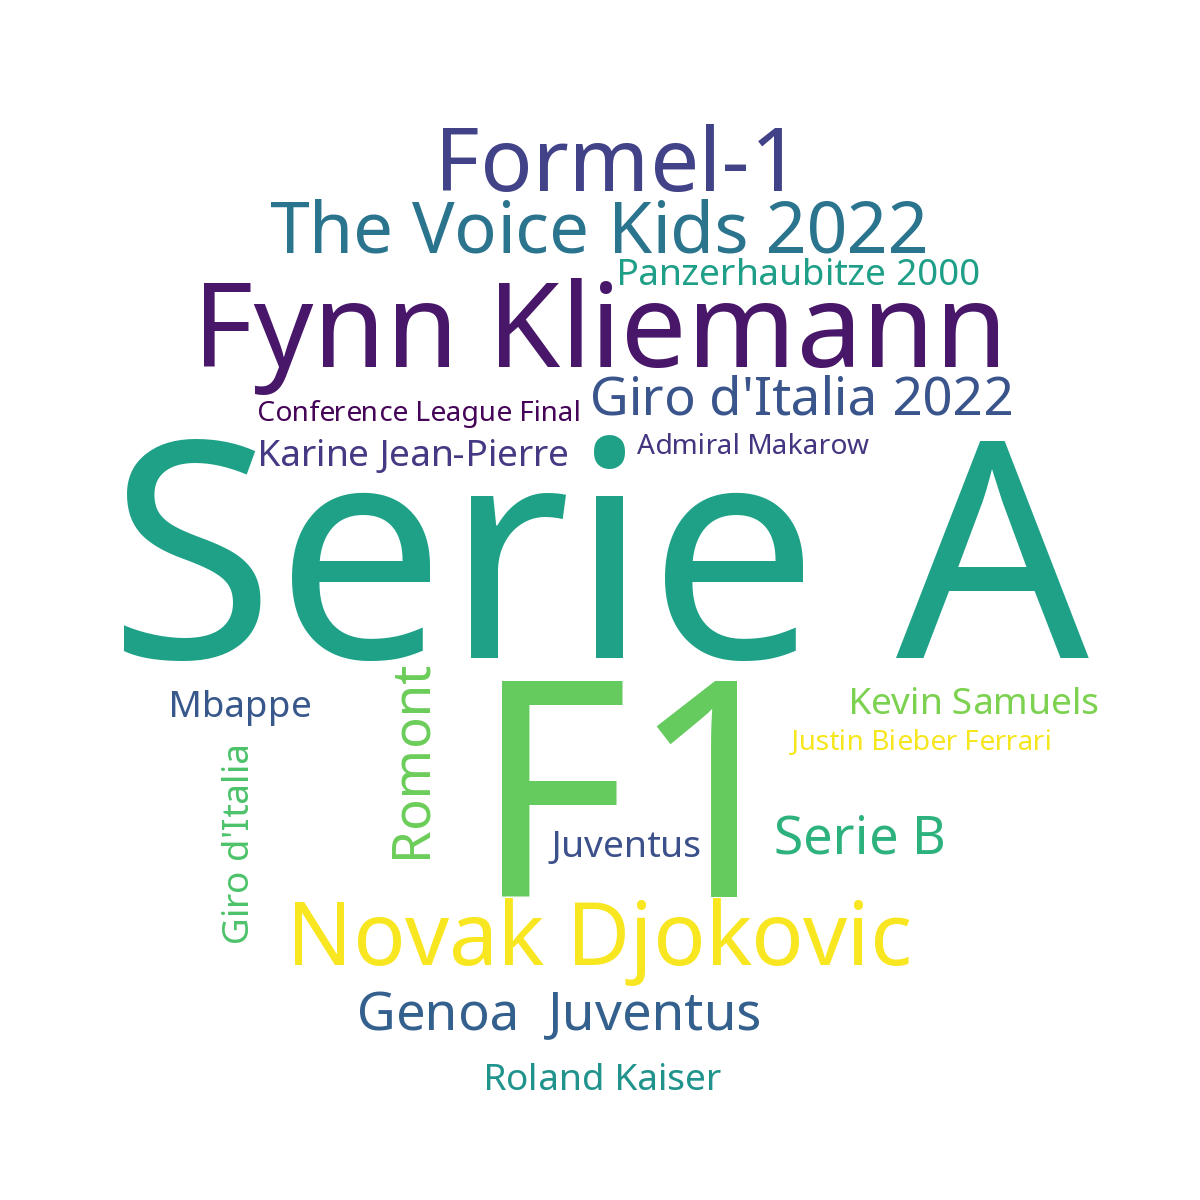 Formel-1
The Voice Kids 2022
Panzerhaubitze 2000
Fynn Kliemann
Giro d'Italia 2022
Conference League Final
Admiral Makarow
Karine Jean-Pierre
Serie A
Mbappe
Romont
F1
Kevin Samuels
Justin Bieber Ferrari
Giro d'Italia
Juventus
Serie B
Novak Djokovic
Genoa  Juventus
Roland Kaiser